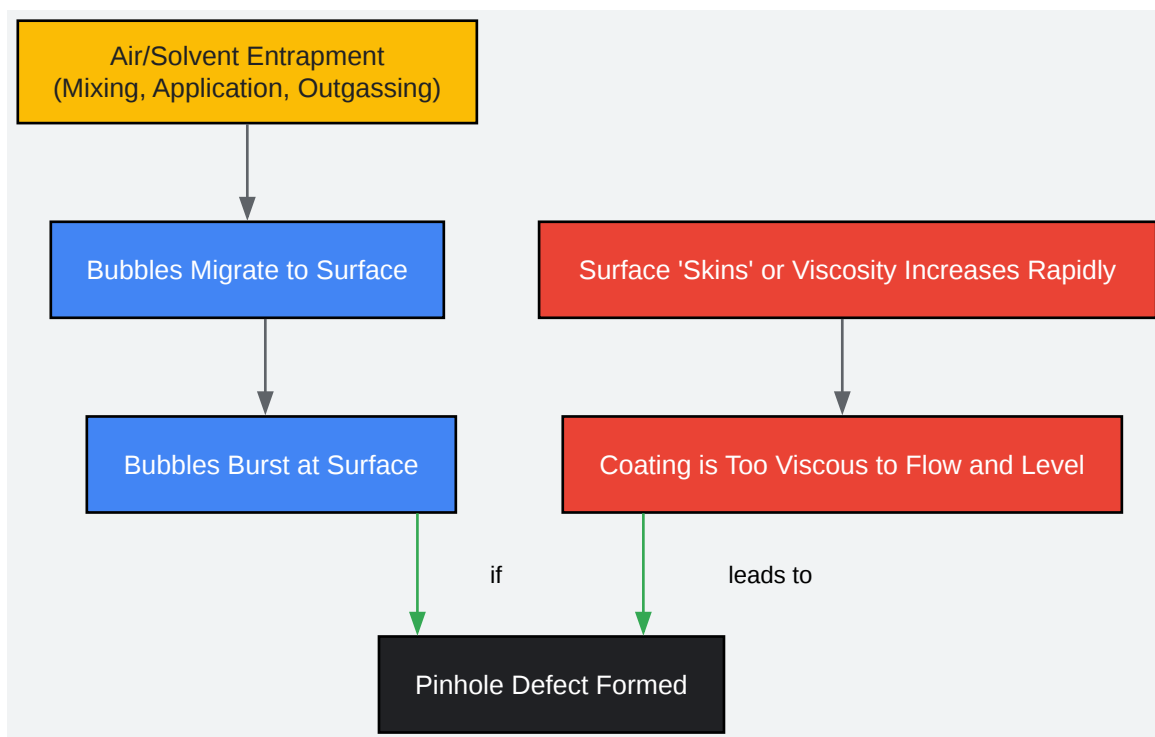 Air/Solvent Entrapment
(Mixing, Application, Outgassing)
Bubbles Migrate to Surface
Surface 'Skins' or Viscosity Increases Rapidly
Bubbles Burst at Surface
Coating is Too Viscous to Flow and Level
if
leads to
Pinhole Defect Formed